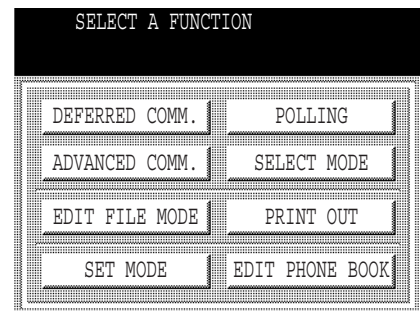 SELECT A FUNCTION
DEFERRED COMM. POLLING
ADVANCED COMM. SELECT MODE
EDIT FILE MODE PRINT OUT
SET MODE EDIT PHONE BOOK